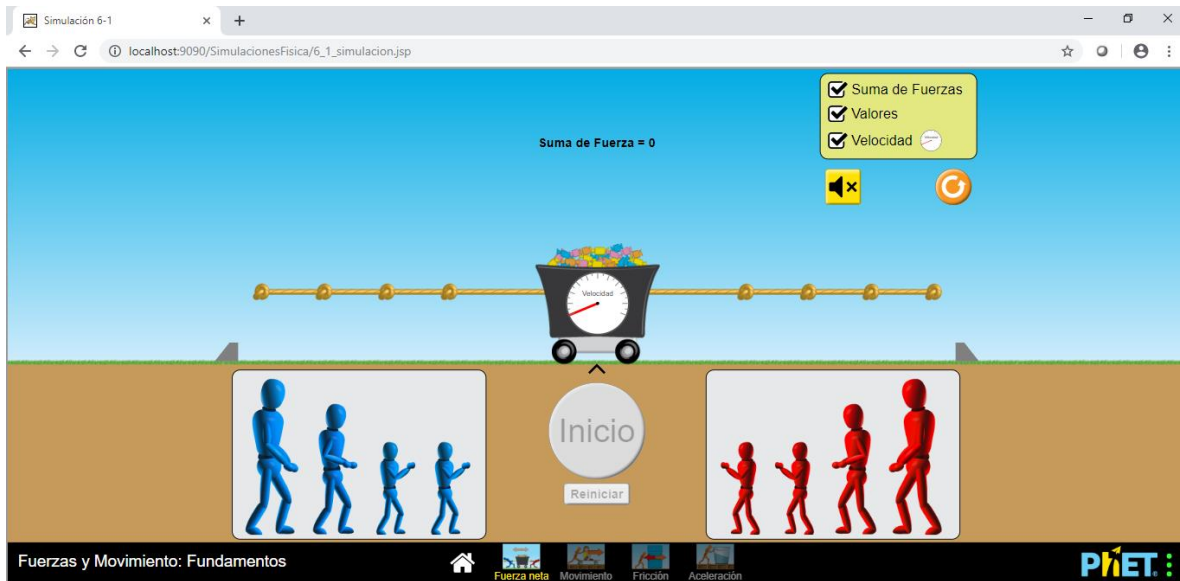 Simulación 6-1
localhost:9090/SimulacionesFisica/6_1_simulacion.jsp
Suma de Fuerzas
Valores
Velocidad
Suma de Fuerza = 0
Velocidad
Inicio
Reiniciar
Fuerzas y Movimiento: Fundamentos
Fuerza neta Movimiento Fricción Aceleración
PhET